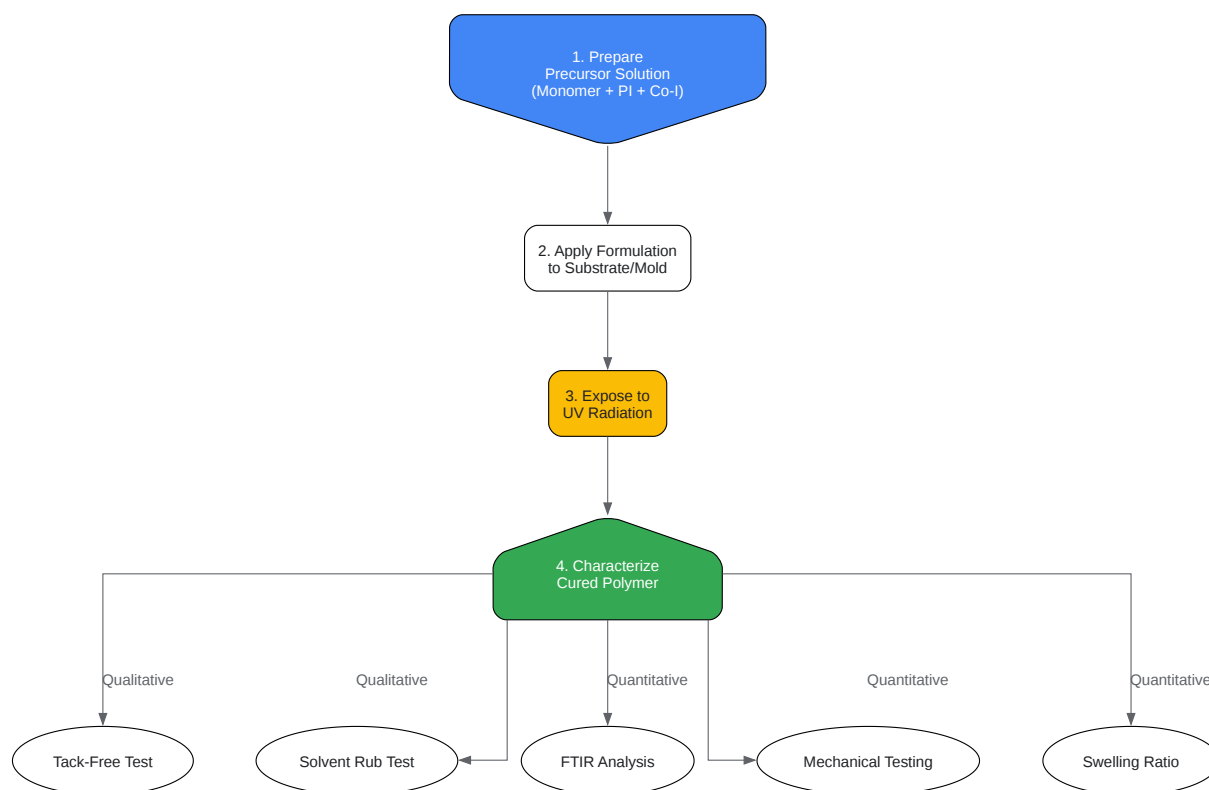 1. Prepare
Precursor Solution
(Monomer + PI + Co-I)
2. Apply Formulation
to Substrate/Mold
3. Expose to
UV Radiation
4. Characterize
Cured Polymer
Qualitative
Qualitative
Quantitative
Quantitative
Quantitative
Tack-Free Test
Solvent Rub Test
FTIR Analysis
Mechanical Testing
Swelling Ratio